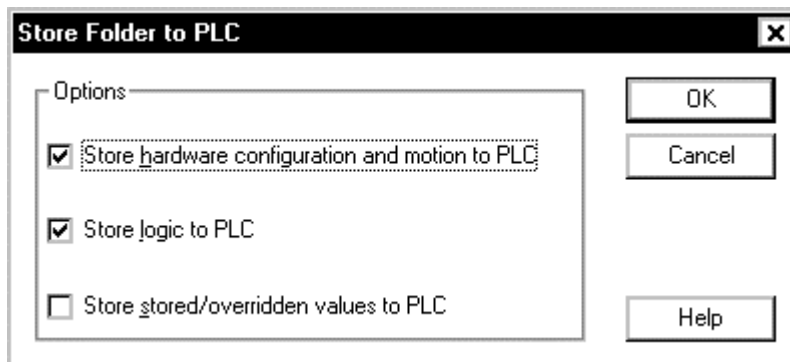 Store Folder to PLC
Options
Store hardware configuration and motion to PLC
Store logic to PLC
Store stored/overridden values to PLC
OK
Cancel
Help